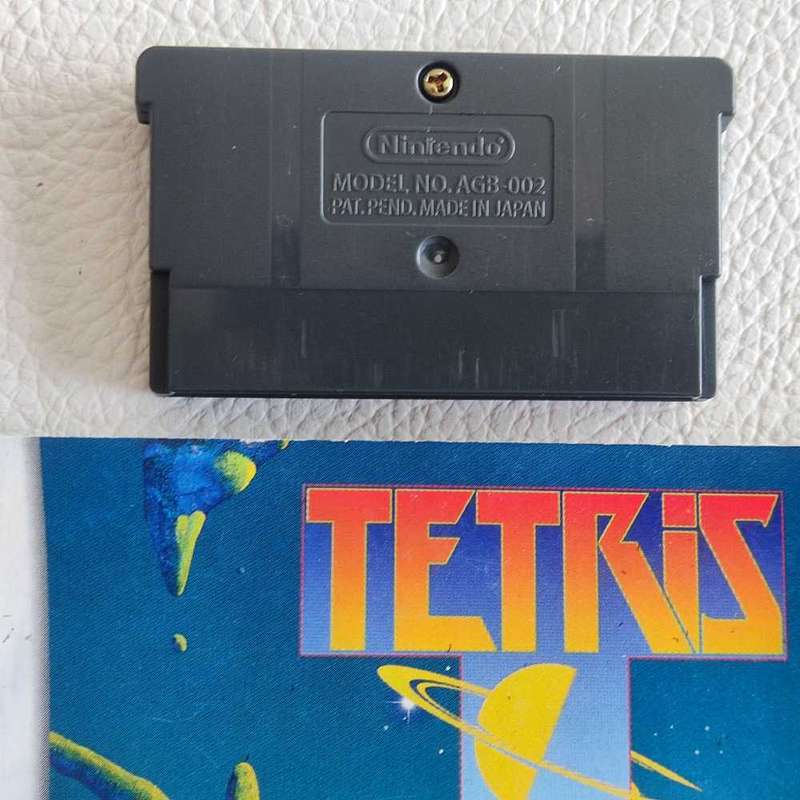 Nintendo
MODEL NO. AGB-002
PAT. PEND. MADE IN JAPAN
TETRiS